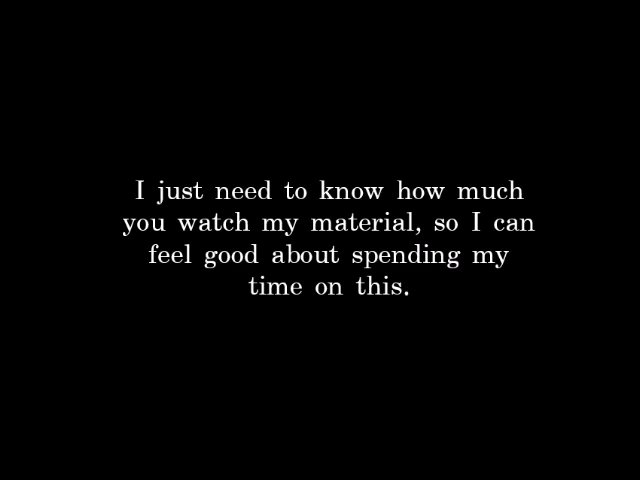 I just need to know how much
you watch my material, so I can
feel good about spending my
time on this.